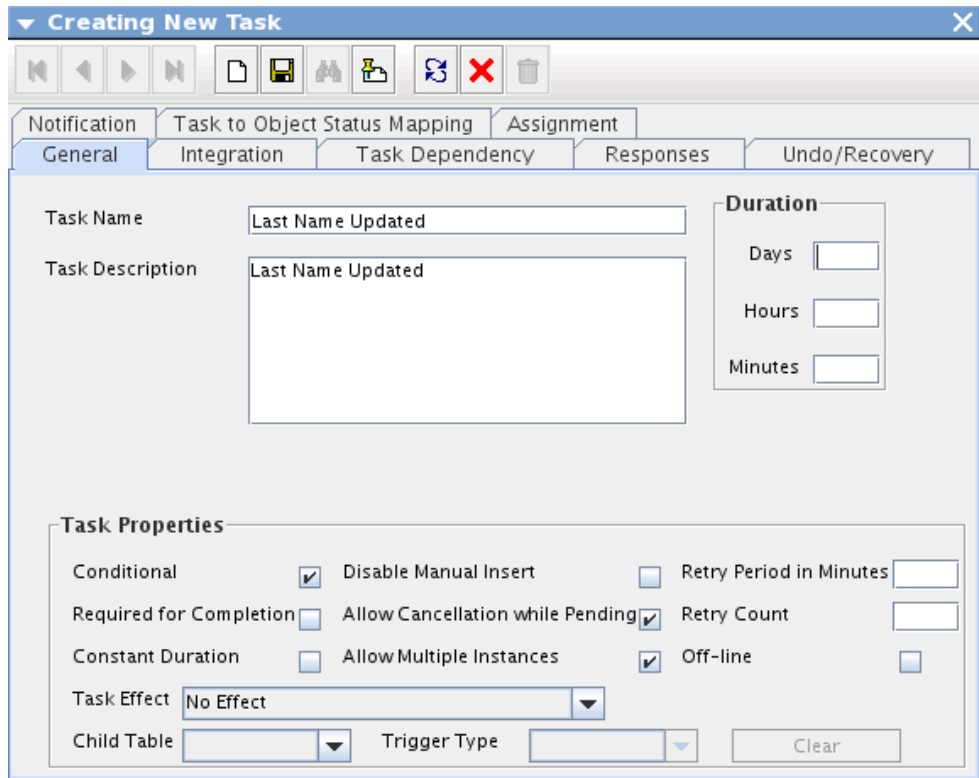 Creating New Task
Notification Task to Object Status Mapping Assignment
General Integration Task Dependency Responses Undo/Recovery
Task Name Last Name Updated
Task Description Last Name Updated
Duration
Days
Hours
Minutes
Task Properties
Conditional Disable Manual Insert Retry Period in Minutes
Required for Completion Allow Cancellation while Pending Retry Count
Constant Duration Allow Multiple Instances Off-line
Task Effect No Effect
Child Table Trigger Type Clear